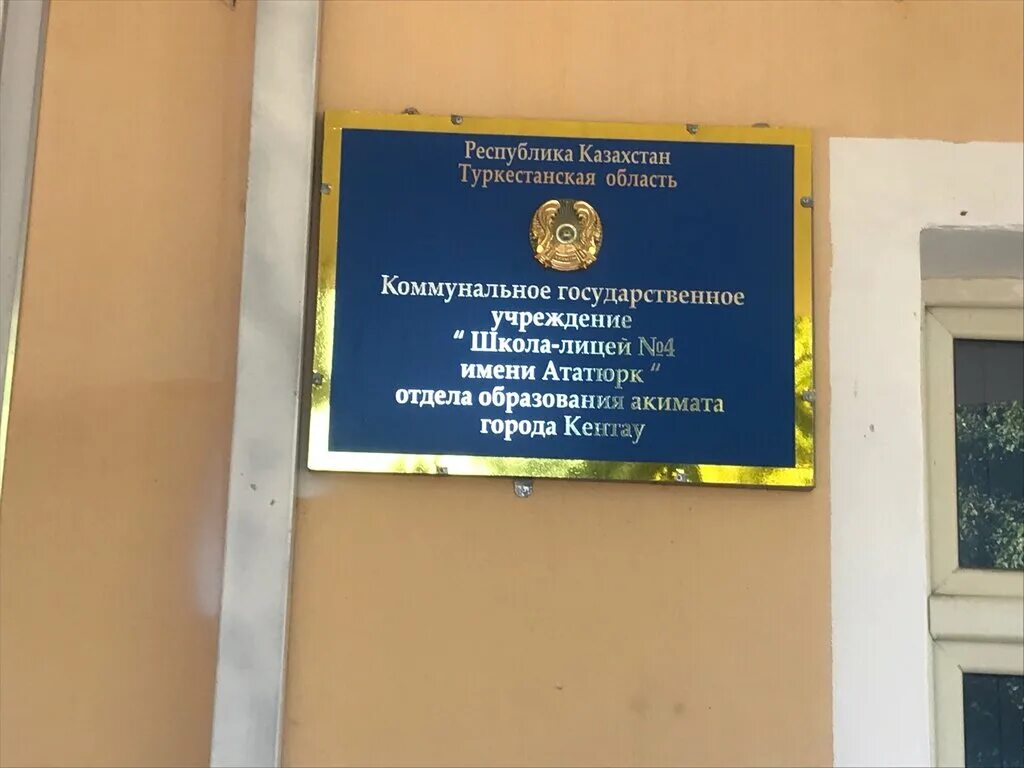 Республика Казахстан
Туркестанская область
Коммунальное государственное
учреждение
“ Школа-лицей №4
имени Ататюрк “
отдела образования акимата
города Кентау